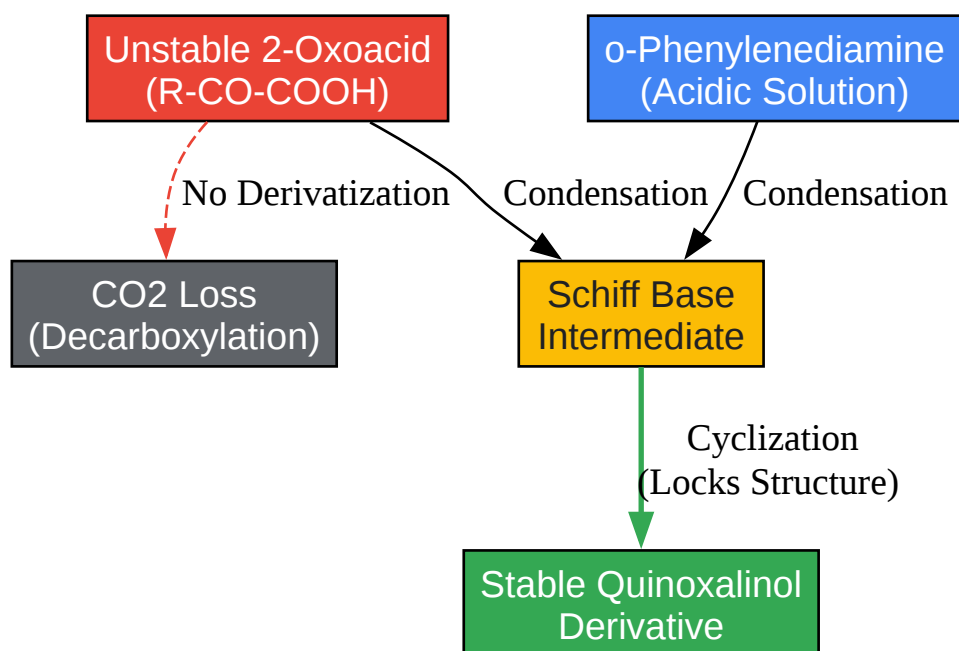 Unstable 2-Oxoacid
(R-CO-COOH)
o-Phenylenediamine
(Acidic Solution)
No Derivatization
Condensation
Condensation
CO2 Loss
(Decarboxylation)
Schiff Base
Intermediate
Cyclization
(Locks Structure)
Stable Quinoxalinol
Derivative